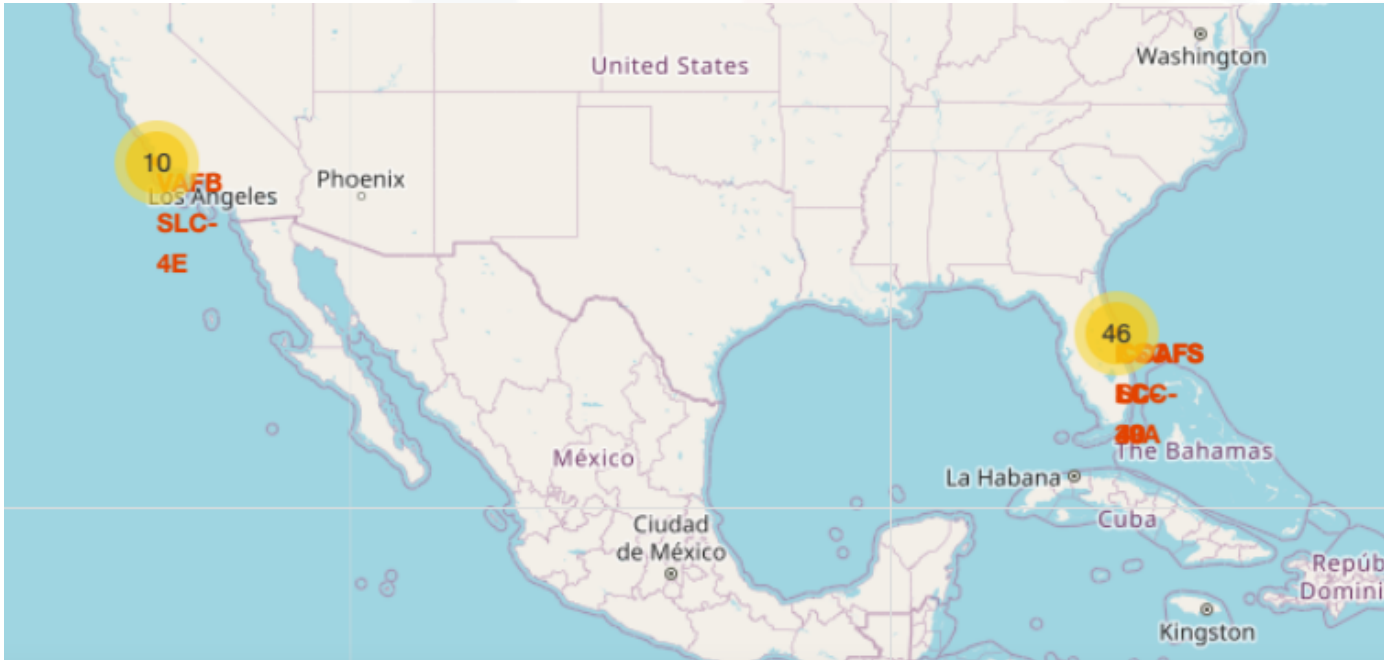 Washington
United States
10
Phoenix
VAFB
Los Angeles
SLC-
4E
46
México
The Bahamas
La Habana
Ciudad
de México
Cuba
Repúb
Domini
Kingston